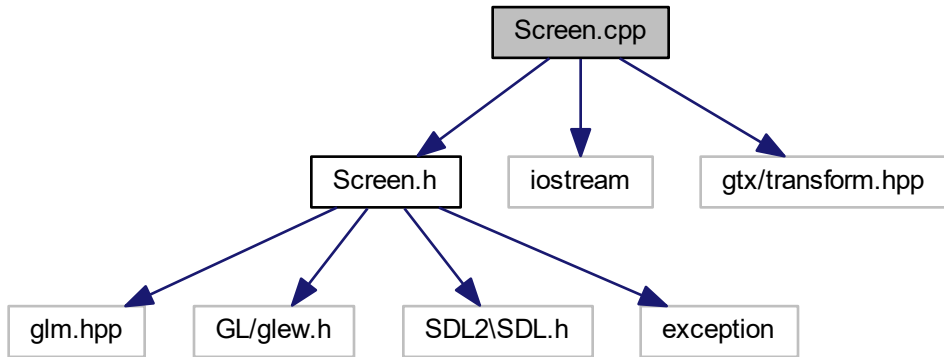 Screen.cpp
Screen.h
iostream
gtx/transform.hpp
glm.hpp
GL/glew.h
SDL2\SDL.h
exception